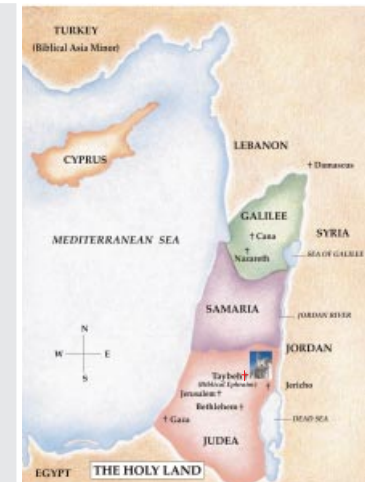 TURKEY
(Biblical Asia Minor)
CYPRUS
LEBANON
† Damascus
GALILEE
† Cana
SYRIA
MEDITERRANEAN SEA
†
Nazareth
SEA OF GALILEE
SAMARIA
JORDAN RIVER
N
W
E
S
JORDAN
Taybeh†
(Biblical Ephraim)
†
Jericho
Jerusalem †
Bethlehem †
† Gaza
DEAD SEA
JUDEA
EGYPT
THE HOLY LAND